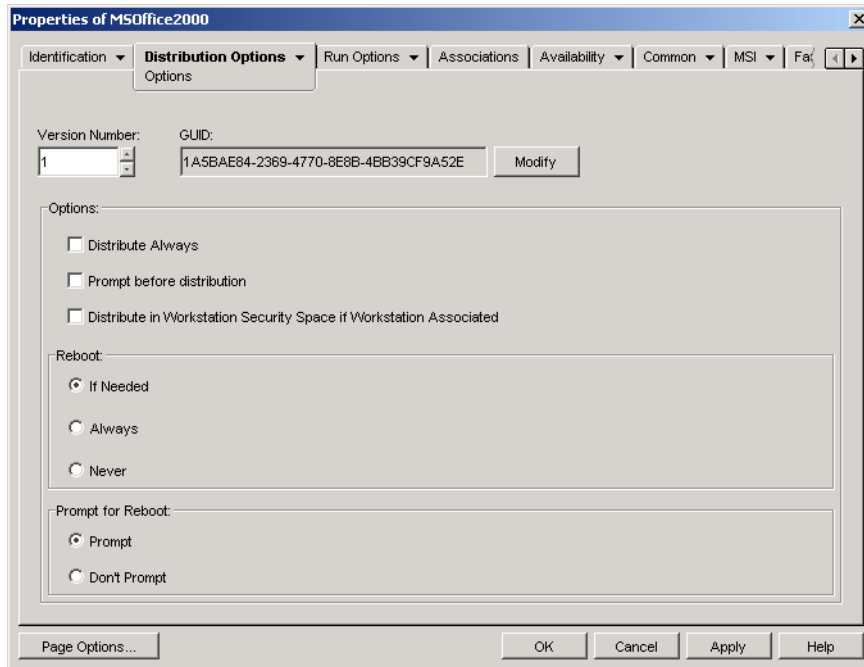 Properties of MSOffice2000
Identification Distribution Options Run Options Associations Availability Common MSI
Options
Version Number: GUID:
1 1A5BAE84-2369-4770-8E8B-4BB39CF9A52E Modify
Options:
Distribute Always
Prompt before distribution
Distribute in Workstation Security Space if Workstation Associated
Reboot:
If Needed
Always
Never
Prompt for Reboot:
Prompt
Don't Prompt
Page Options... OK Cancel Apply Help